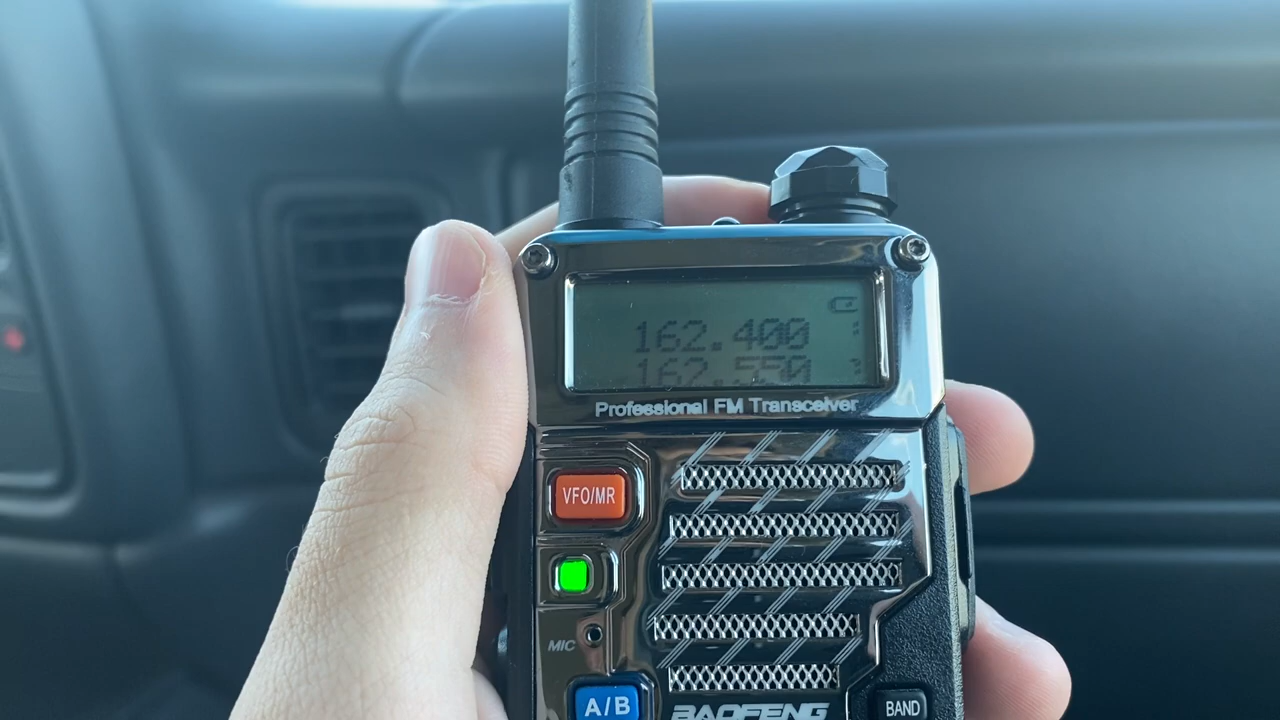 162.400
162.550
Professional FM Transceiver
VFO/MR
MIC
A/B
BAOFENG
BAND